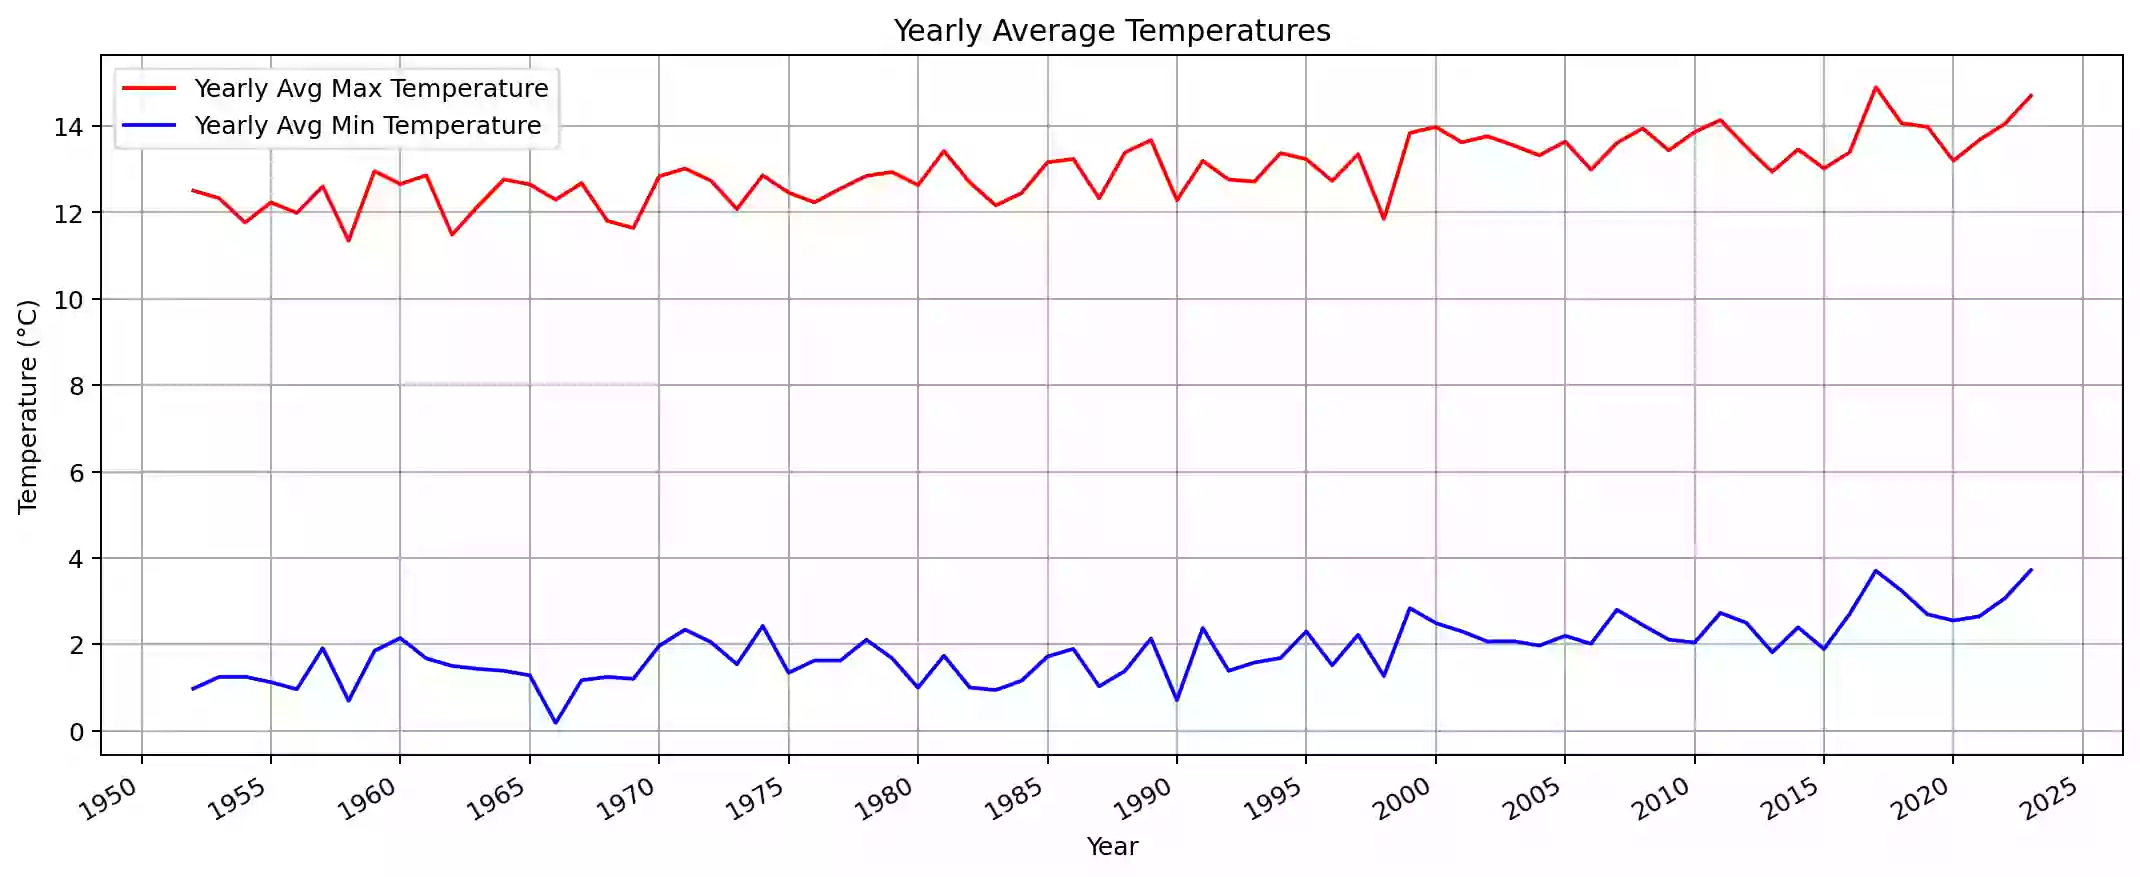 Yearly Average Temperatures
Yearly Avg Max Temperature
Yearly Avg Min Temperature
Temperature (°C)
14
12
10
8
6
4
2
0
1950 1955 1960 1965 1970 1975 1980 1985 1990 1995 2000 2005 2010 2015 2020 2025
Year